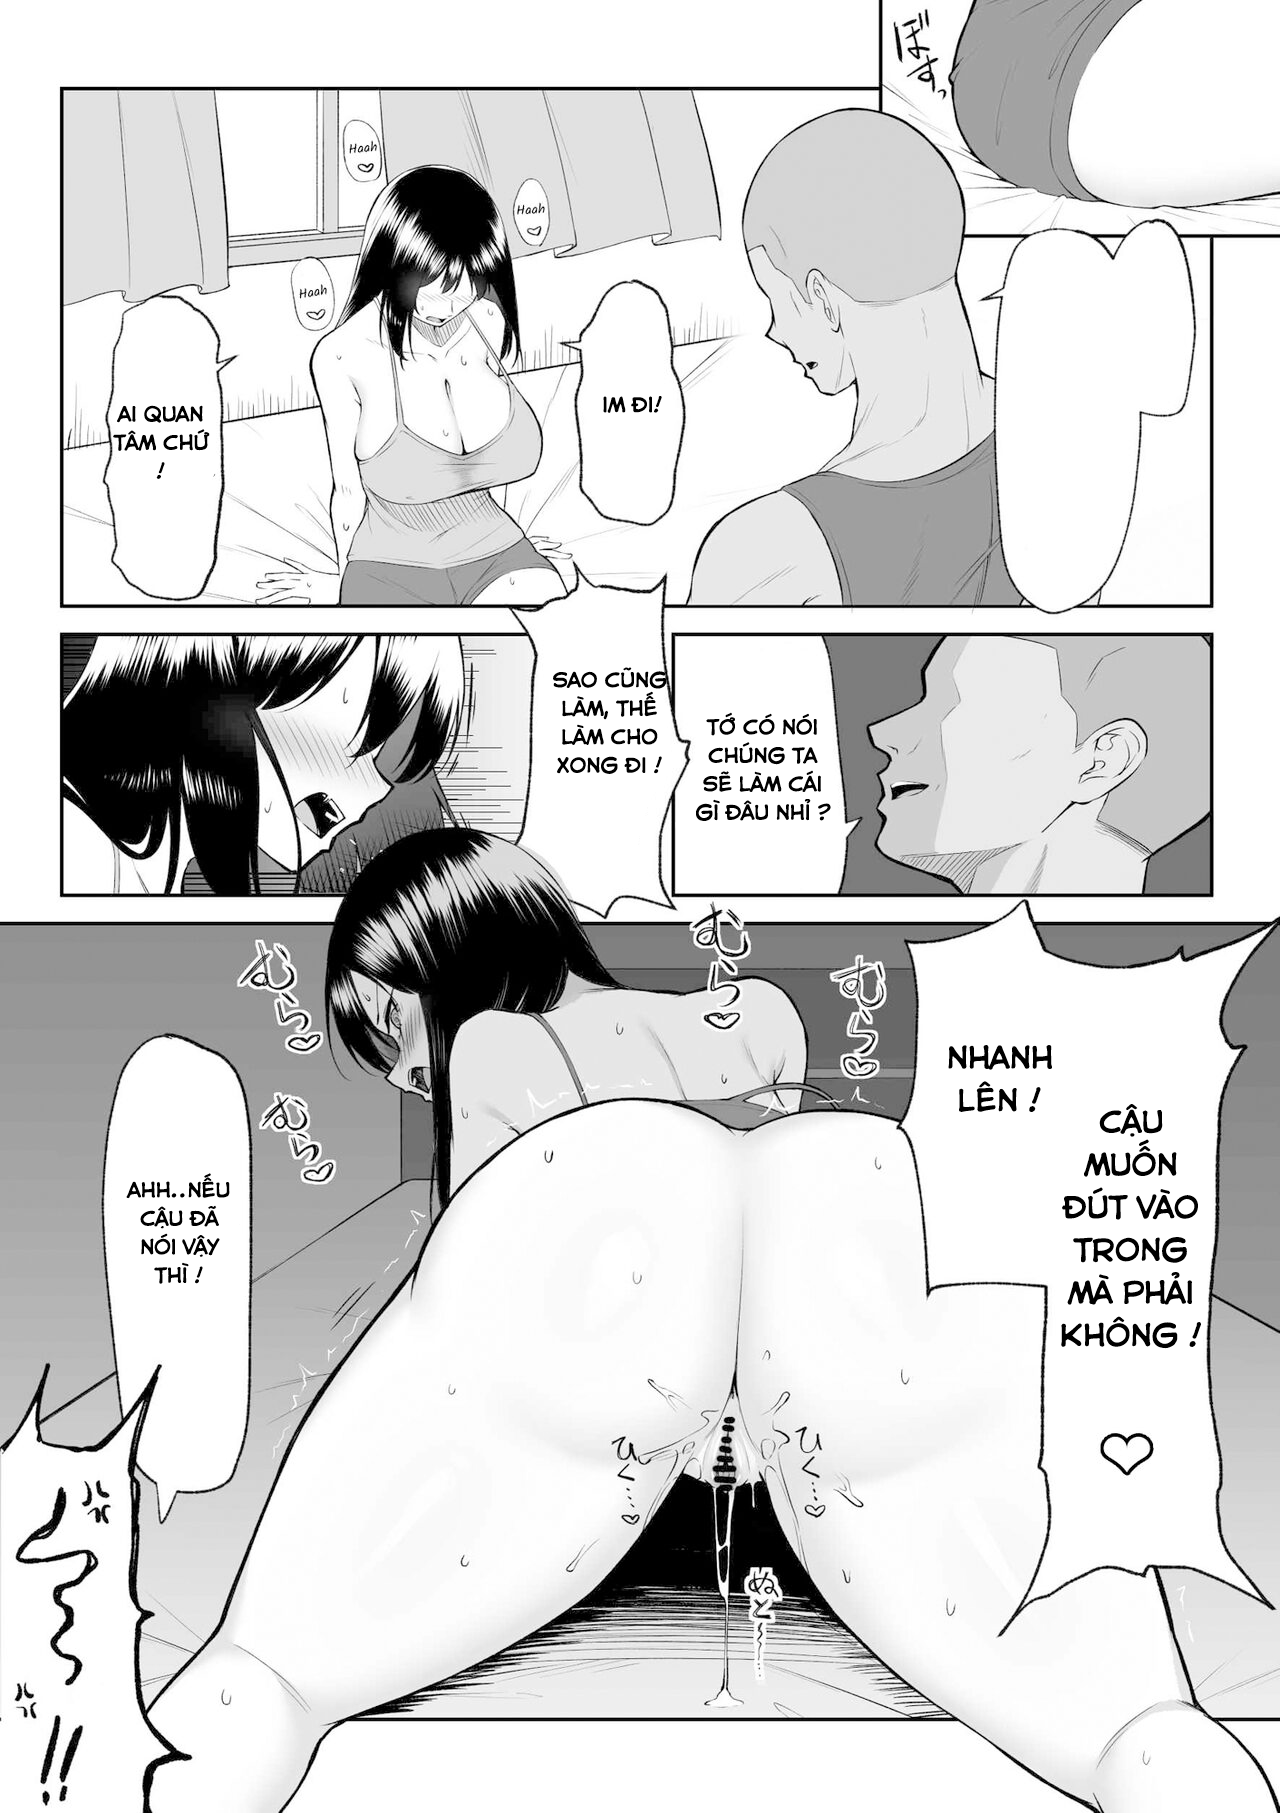 ぼすっ
Haah
Haah
Haah
IM ĐI!
AI QUAN
TÂM CHỨ
!
TỚ CÓ NÓI
CHÚNG TA
SẼ LÀM CÁI
GÌ ĐÂU NHỈ ?
SAO CŨNG
LÀM, THẾ
LÀM CHO
XONG ĐI !
CẬU
MUỐN
ĐÚT VÀO
TRONG
MÀ PHẢI
KHÔNG !
NHANH
LÊN !
むら
むら
むら
むら
AHH..NẾU
CẬU ĐÃ
NÓI VẬY
THÌ !
ひく…
ひく…
ぬと〜
!!